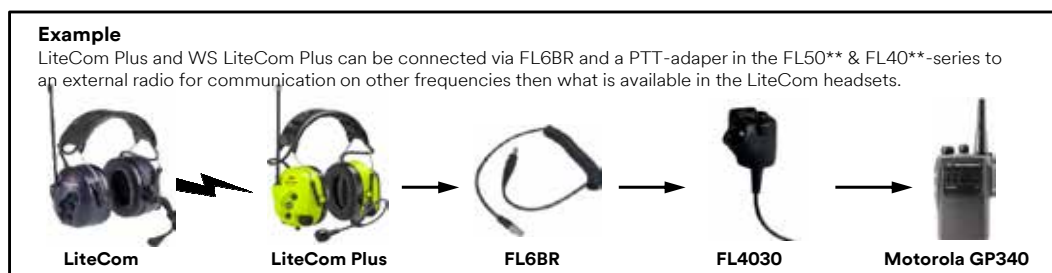 Example
LiteCom Plus and WS LiteCom Plus can be connected via FL6BR and a PTT-adaper in the FL50** & FL40**-series to
an external radio for communication on other frequencies then what is available in the LiteCom headsets.
LiteCom LiteCom Plus FL6BR FL4030 Motorola GP340